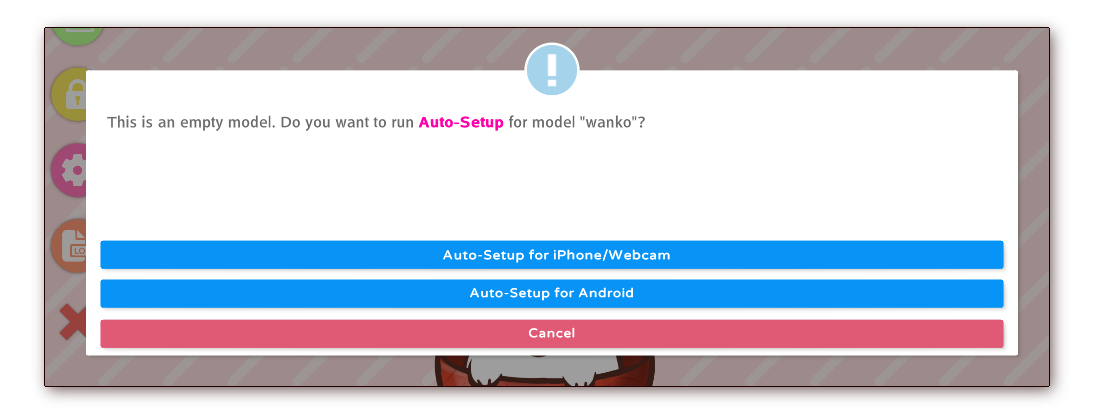 This is an empty model. Do you want to run Auto-Setup for model "wanko"?
Auto-Setup for iPhone/Webcam
Auto-Setup for Android
Cancel